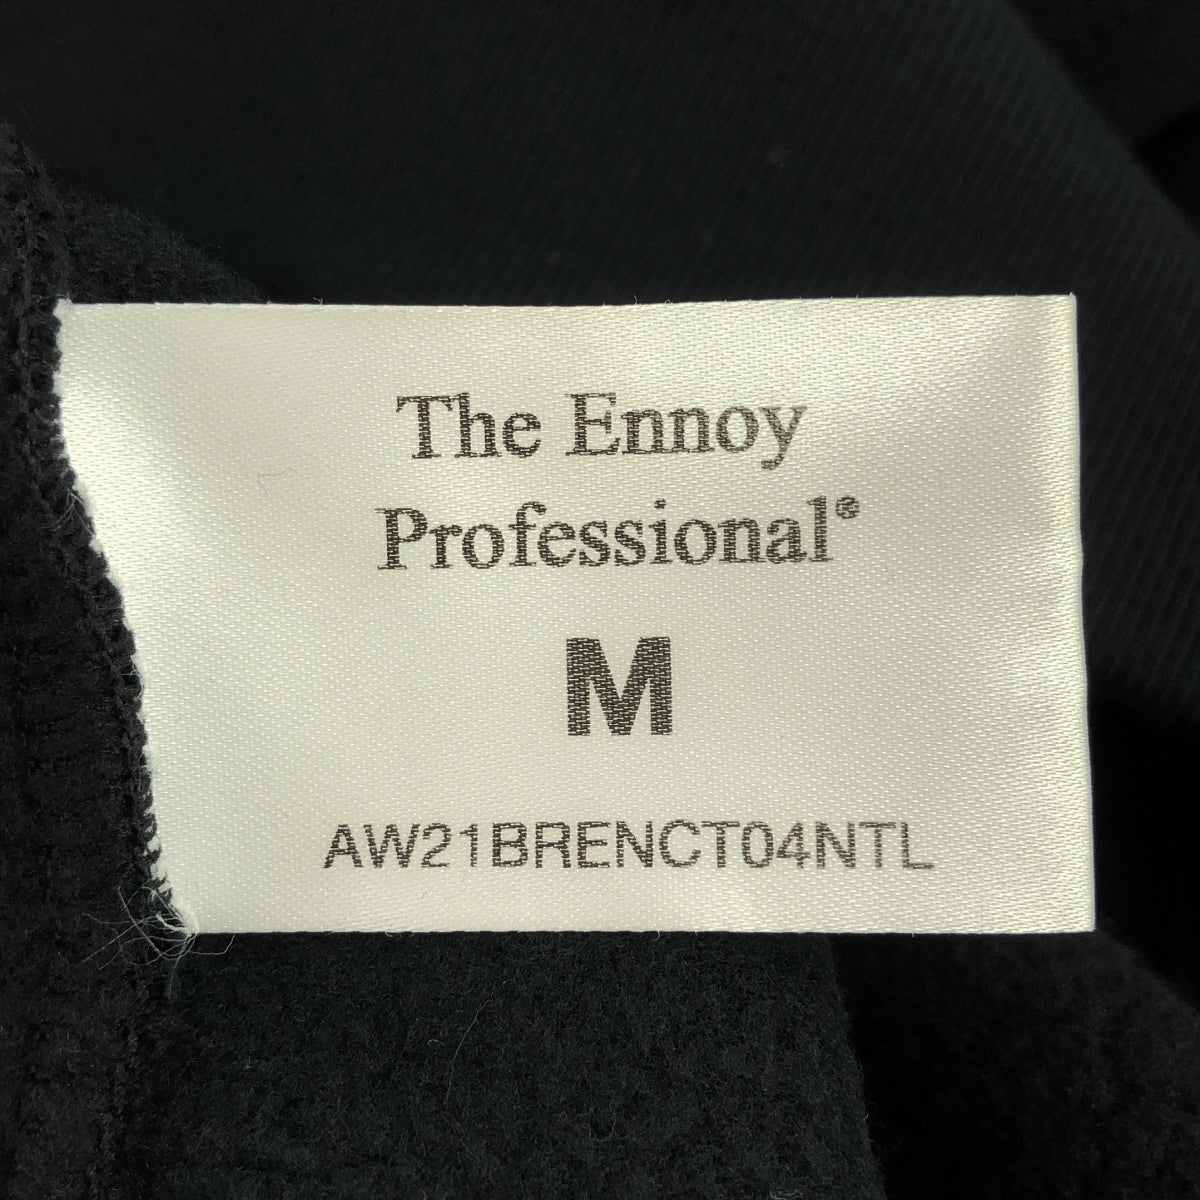 The Ennoy
Professional®
M
AW21BRENCT04NTL